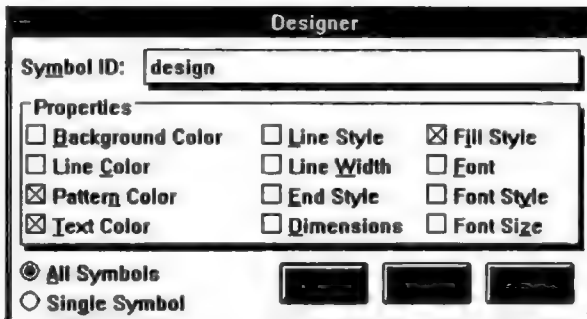 Designer
Symbol ID: design
Properties
Background Color Line Style Fill Style
Line Color Line Width Font
Pattern Color End Style Font Style
Text Color Dimensions Font Size
All Symbols
Single Symbol